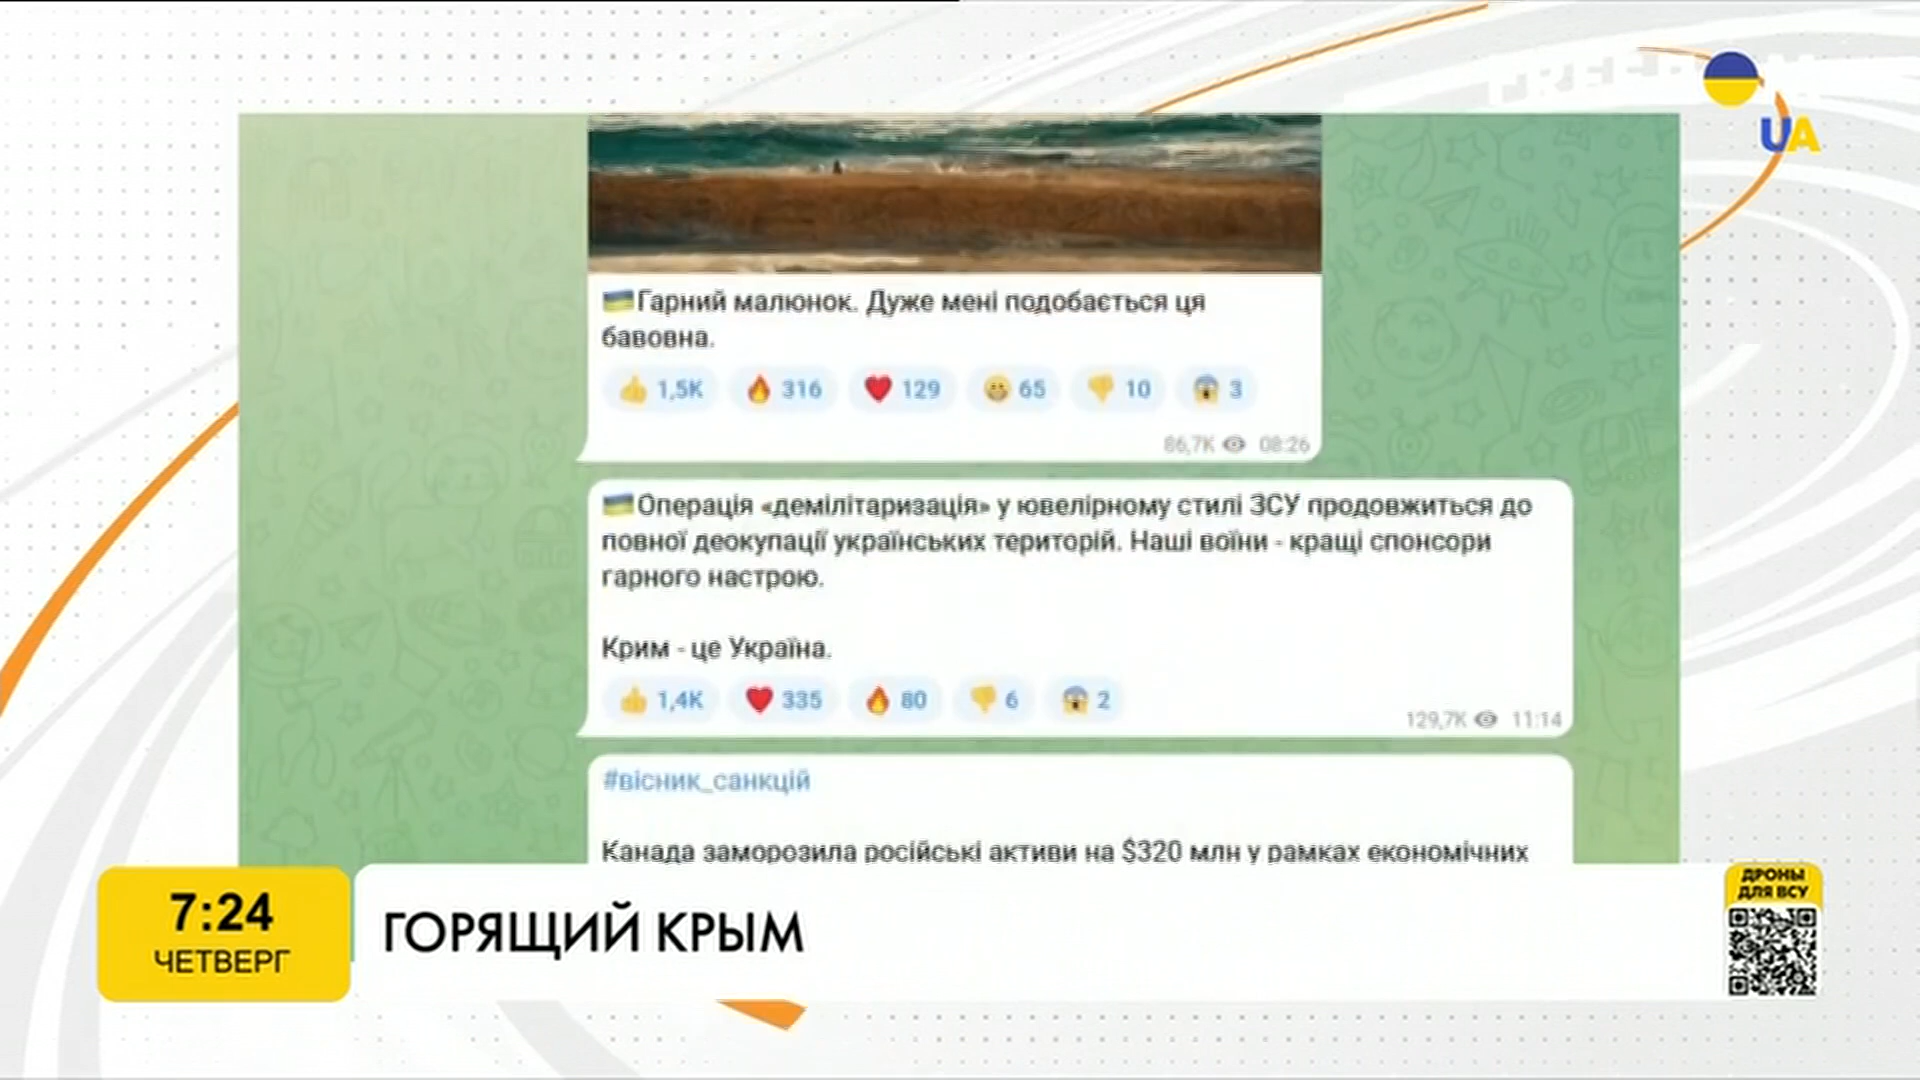 FREEДОМ
UA
Гарний малюнок. Дуже мені подобається ця
бавовна.
1,5K 316 129 65 10 3
86,7K 08:26
Операція «демілітаризація» у ювелірному стилі ЗСУ продовжиться до
повної деокупації українських територій. Наші воїни - кращі спонсори
гарного настрою.
Крим - це Україна.
1,4K 335 80 6 2
129,7K 11:14
#вісник_санкцій
Канада заморозила російські активи на $320 млн у рамках економічних
7:24
ЧЕТВЕРГ
ГОРЯЩИЙ КРЫМ
ДРОНЫ
ДЛЯ ВСУ